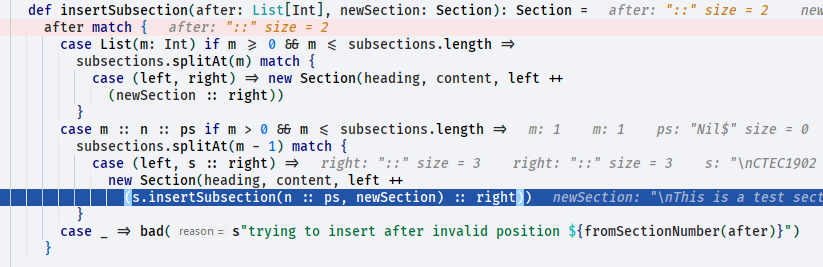 def insertSubsection(after: List[Int], newSection: Section): Section =   after: "::" size = 2    new
  after match {   after: "::" size = 2
    case List(m: Int) if m ⩾ 0 && m ⩽ subsections.length ⇒
      subsections.splitAt(m) match {
        case (left, right) ⇒ new Section(heading, content, left ++
          (newSection :: right))
      }
    case m :: n :: ps if m > 0 && m ⩽ subsections.length ⇒   m: 1    m: 1    ps: "Nil$" size = 0
      subsections.splitAt(m - 1) match {
        case (left, s :: right) ⇒   right: "::" size = 3    right: "::" size = 3    s: "\nCTEC1902
          new Section(heading, content, left ++
            (s.insertSubsection(n :: ps, newSection) :: right))   newSection: "\nThis is a test sect
      }
    case _ ⇒ bad( reason = s"trying to insert after invalid position ${fromSectionNumber(after)}")
  }